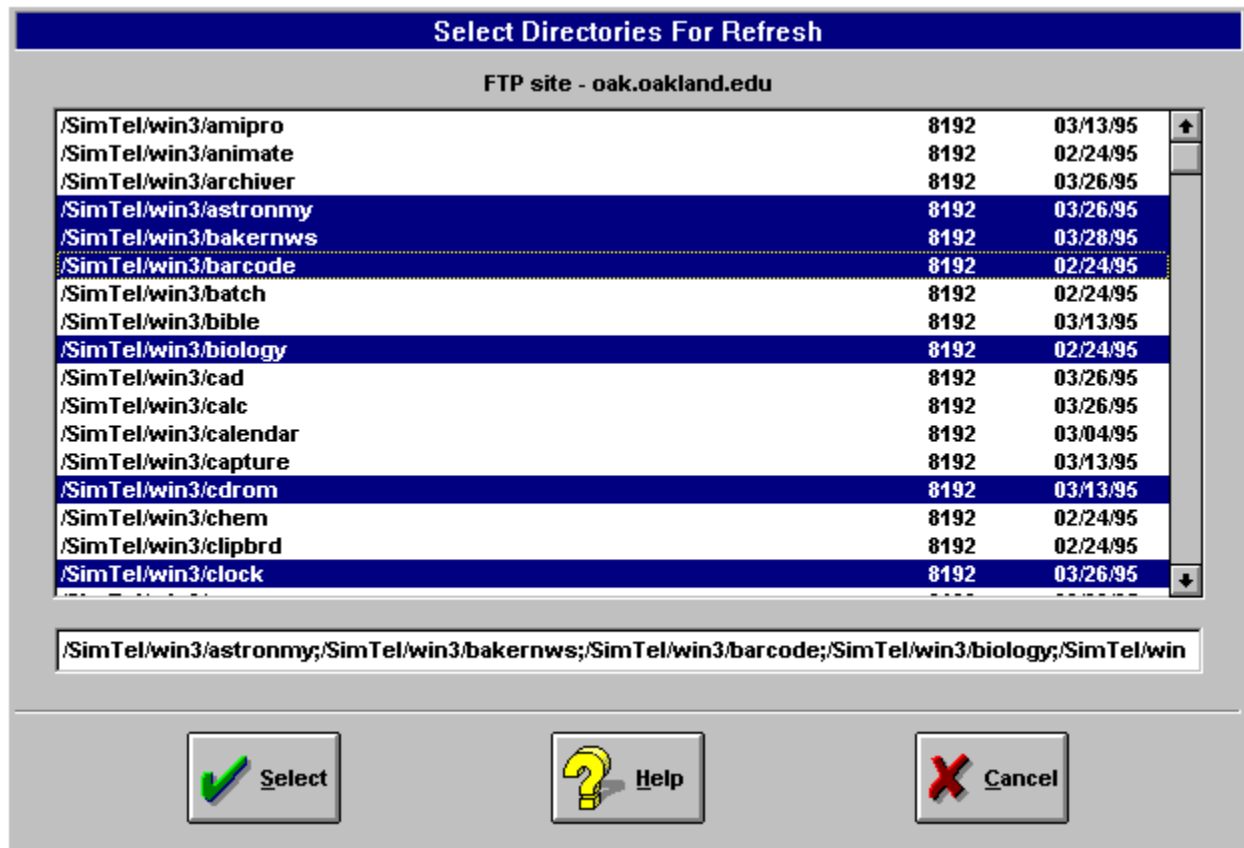 Select Directories For Refresh
FTP site - oak.oakland.edu
/SimTel/win3/amipro 8192 03/13/95
/SimTel/win3/animate 8192 02/24/95
/SimTel/win3/archiver 8192 03/26/95
/SimTel/win3/astronmy 8192 03/26/95
/SimTel/win3/bakernws 8192 03/28/95
/SimTel/win3/barcode 8192 02/24/95
/SimTel/win3/batch 8192 02/24/95
/SimTel/win3/bible 8192 03/13/95
/SimTel/win3/biology 8192 02/24/95
/SimTel/win3/cad 8192 03/26/95
/SimTel/win3/calc 8192 03/26/95
/SimTel/win3/calendar 8192 03/04/95
/SimTel/win3/capture 8192 03/13/95
/SimTel/win3/cdrom 8192 03/13/95
/SimTel/win3/chem 8192 02/24/95
/SimTel/win3/clipbrd 8192 02/24/95
/SimTel/win3/clock 8192 03/26/95
/SimTel/win3/astronmy;/SimTel/win3/bakernws;/SimTel/win3/barcode;/SimTel/win3/biology;/SimTel/win
Select Help Cancel